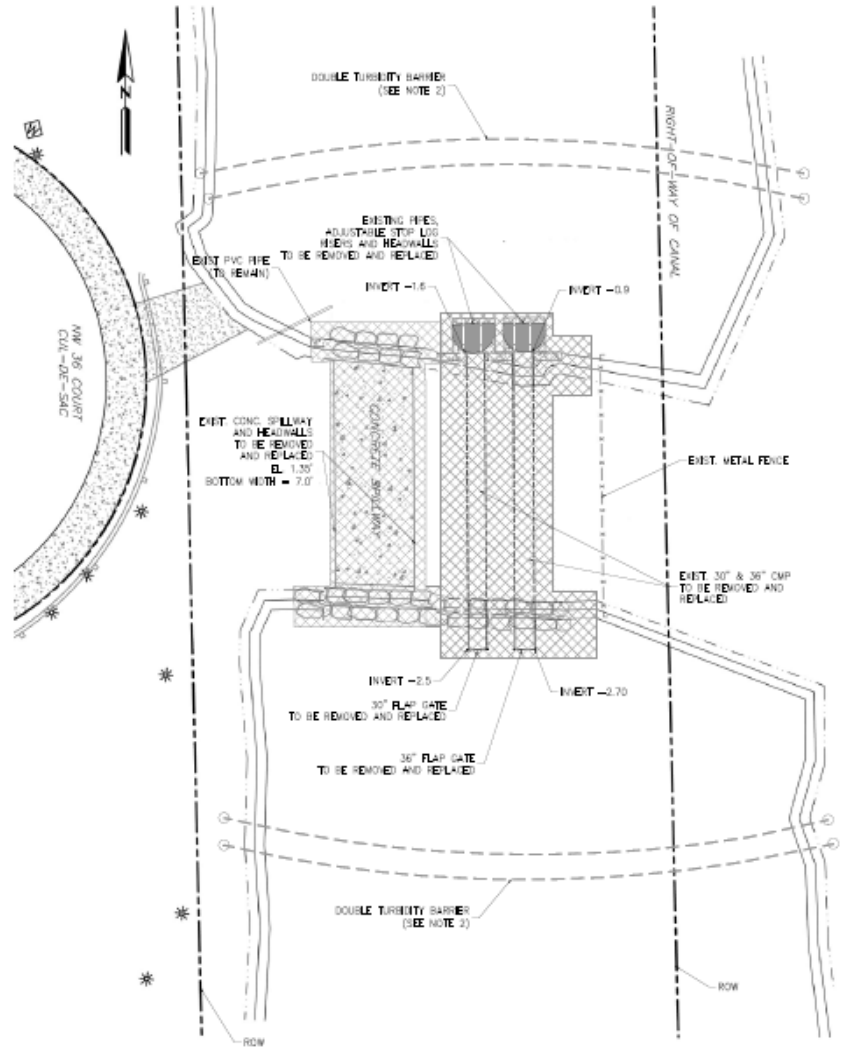 N
DOUBLE TURBIDITY BARRIER
(SEE NOTE 2)
RIGHT-OF-WAY OF CANAL
EXISTING PIPES,
ADJUSTABLE STOP LOG
RISERS AND HEADWALLS
TO BE REMOVED AND REPLACED
EXIST PVC PIPE
(TO REMAIN)
INVERT -1.6
INVERT -0.9
NW 36 COURT
CUL-DE-SAC
EXIST. CONC. SPILLWAY
AND HEADWALLS
TO BE REMOVED
AND REPLACED
EL. 1.35'
BOTTOM WIDTH = 7.0'
CONCRETE SPILLWAY
EXIST. METAL FENCE
EXIST. 30" & 36" CMP
TO BE REMOVED AND
REPLACED
INVERT -2.5
INVERT -2.70
30" FLAP GATE
TO BE REMOVED AND REPLACED
36" FLAP GATE
TO BE REMOVED AND REPLACED
DOUBLE TURBIDITY BARRIER
(SEE NOTE 2)
ROW
ROW